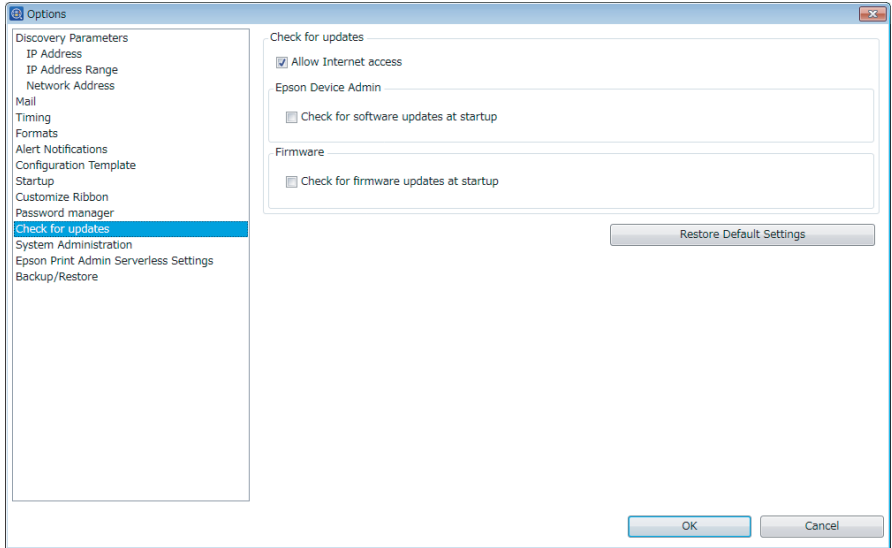 Options
Discovery Parameters
IP Address
IP Address Range
Network Address
Mail
Timing
Formats
Alert Notifications
Configuration Template
Startup
Customize Ribbon
Password manager
Check for updates
System Administration
Epson Print Admin Serverless Settings
Backup/Restore
Check for updates
Allow Internet access
Epson Device Admin
Check for software updates at startup
Firmware
Check for firmware updates at startup
Restore Default Settings
OK
Cancel